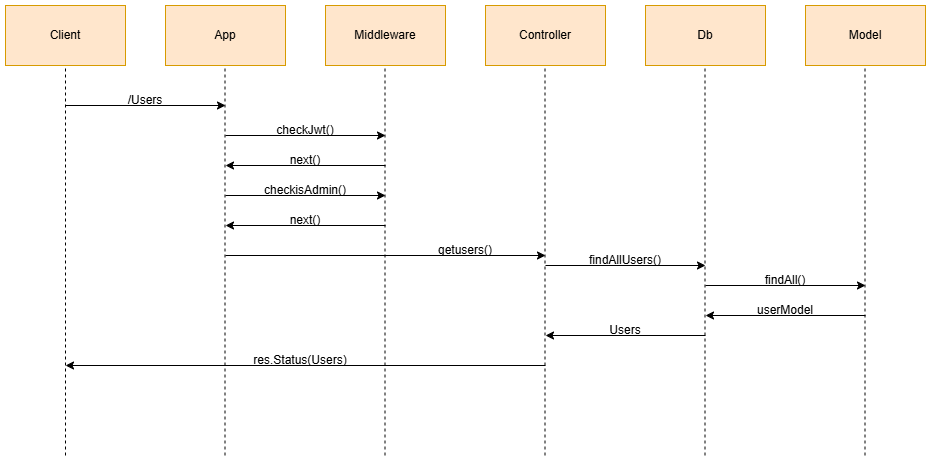 Client
App
Middleware
Controller
Db
Model
/Users
checkJwt()
next()
checkisAdmin()
next()
getusers()
findAllUsers()
findAll()
userModel
Users
res.Status(Users)